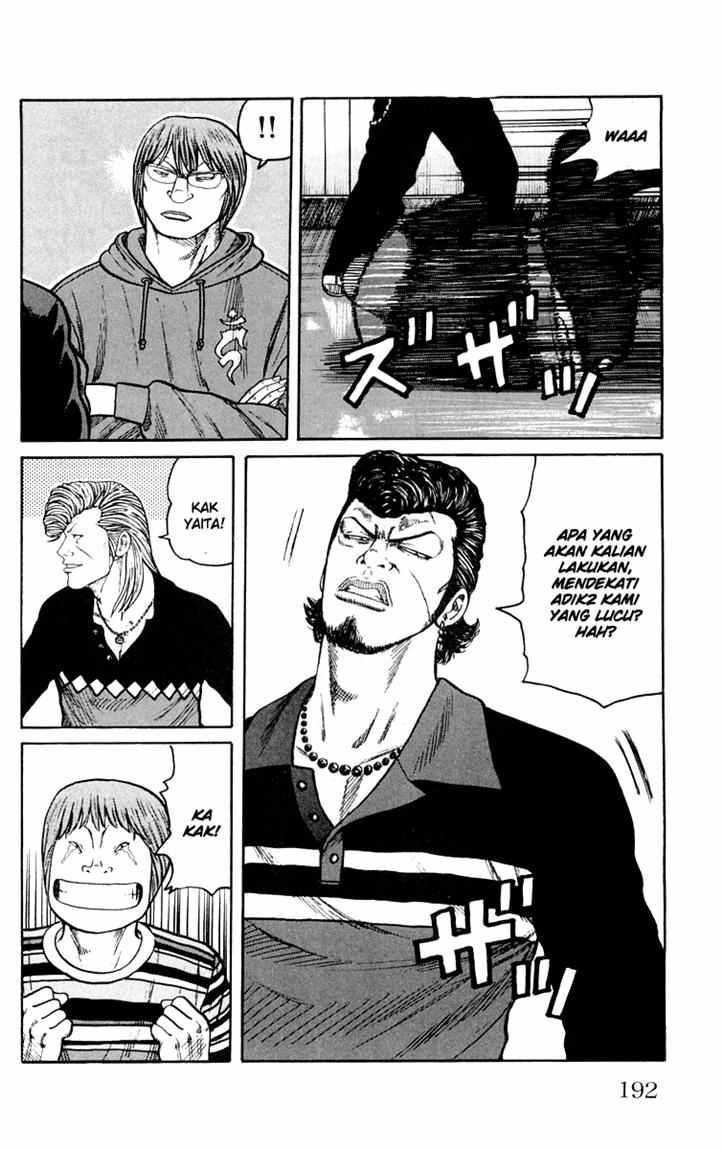 WAAA
ズザッ
!!
APA YANG
AKAN KALIAN
LAKUKAN,
MENDEKATI
ADIK2 KAMI
YANG LUCU?
HAH?
ザッ
KAK
YAITA!
KA
KAK!
192